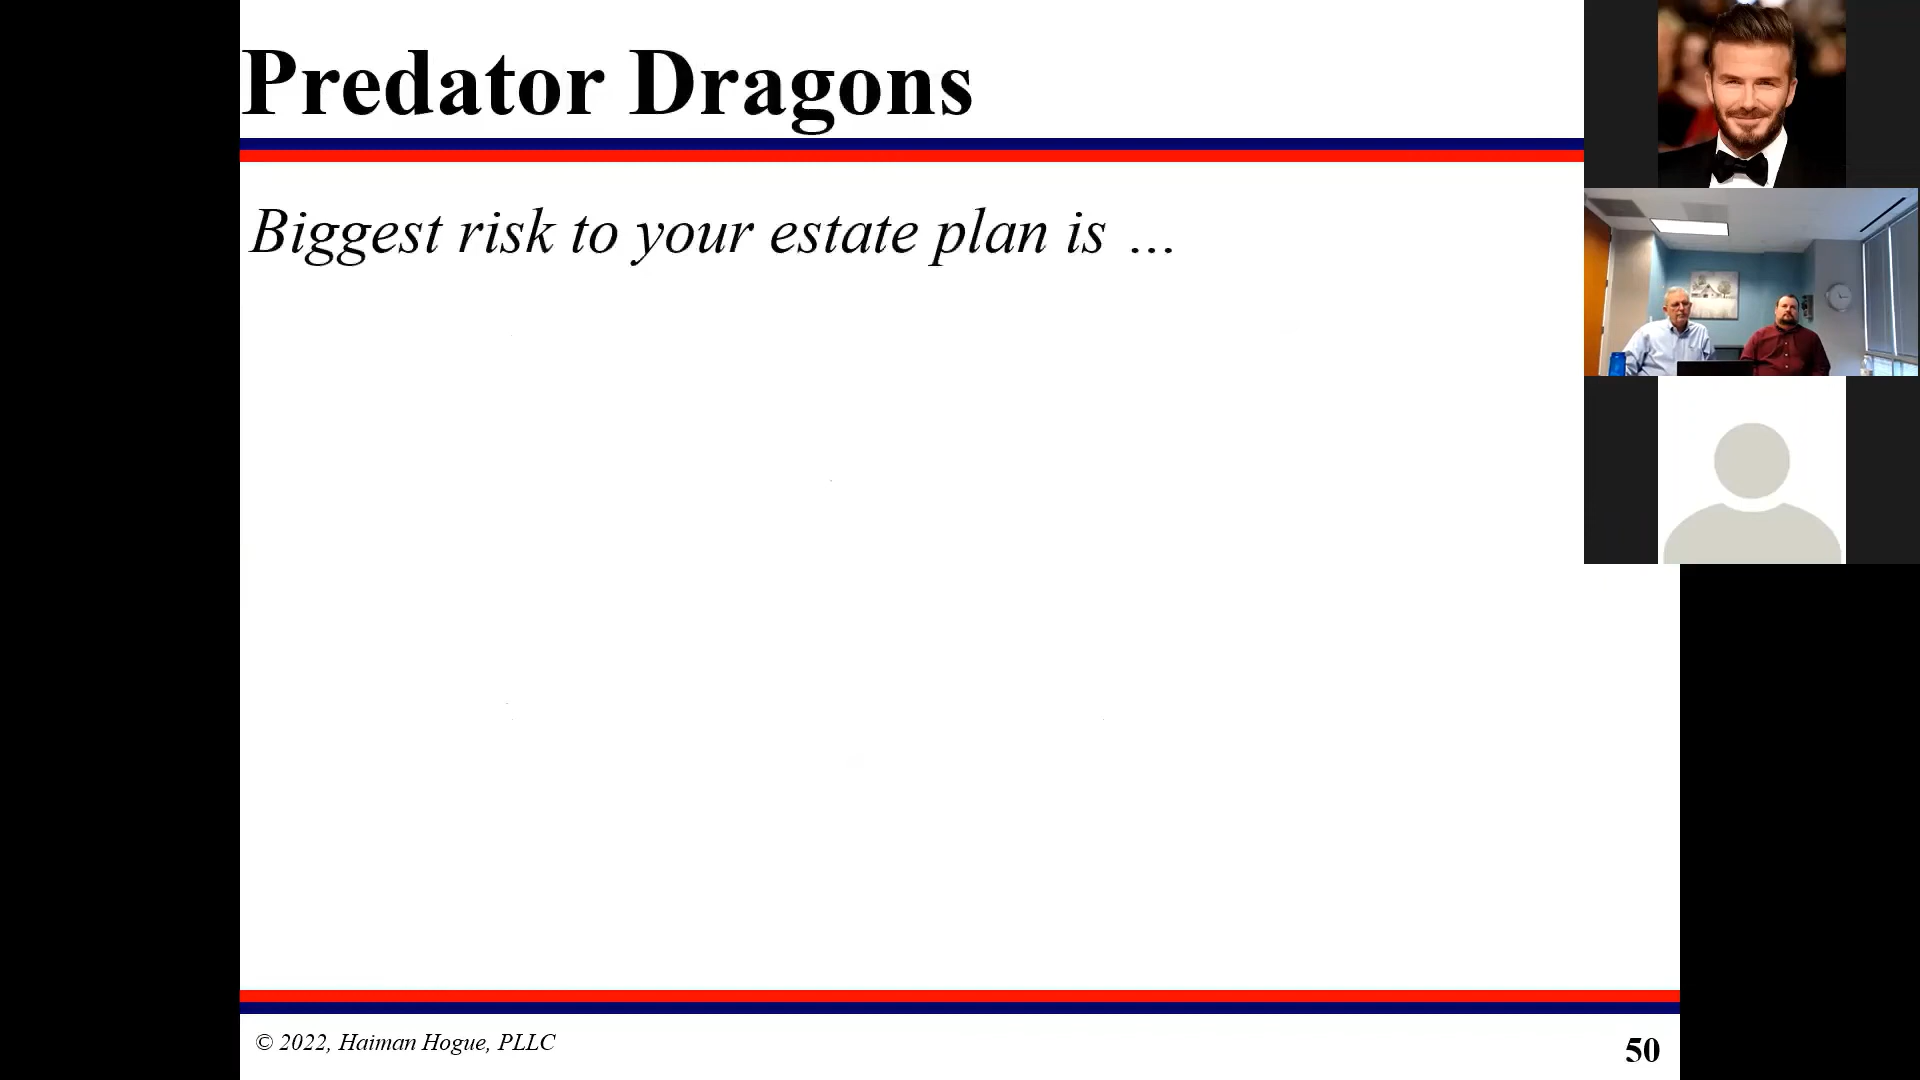 Predator Dragons
Biggest risk to your estate plan is ...
© 2022, Haiman Hogue, PLLC
50